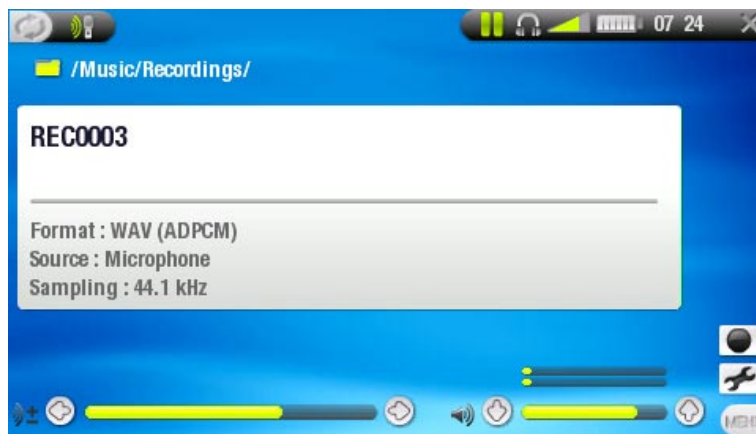 07 24
/Music/Recordings/
REC0003
Format : WAV (ADPCM)
Source : Microphone
Sampling : 44.1 kHz